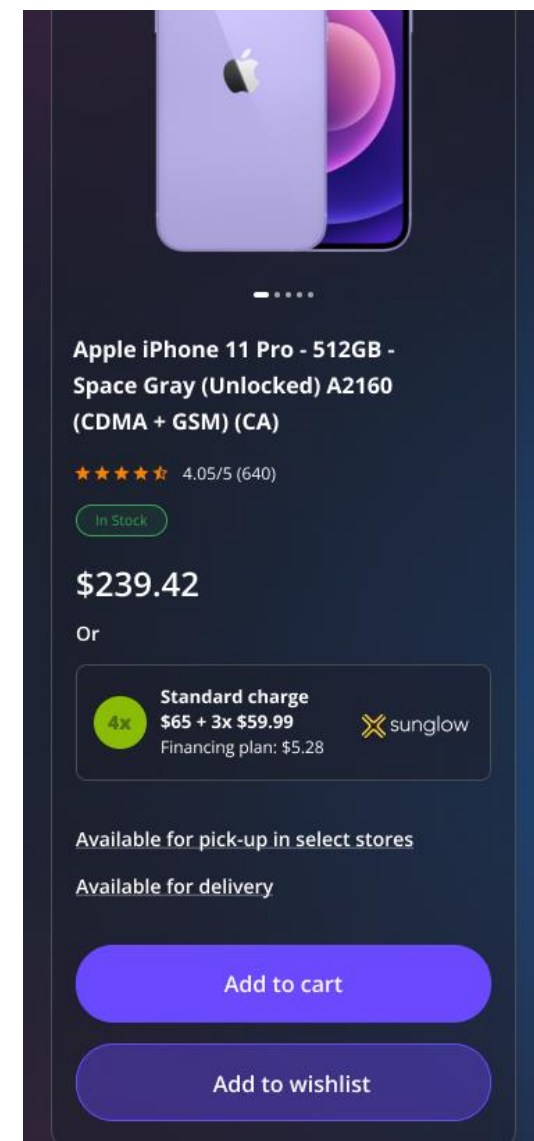 Apple iPhone 11 Pro - 512GB -
Space Gray (Unlocked) A2160
(CDMA + GSM) (CA)
4.05/5 (640)
In Stock
$239.42
Or
4x
Standard charge
$65 + 3x $59.99
Financing plan: $5.28
sunglow
Available for pick-up in select stores
Available for delivery
Add to cart
Add to wishlist